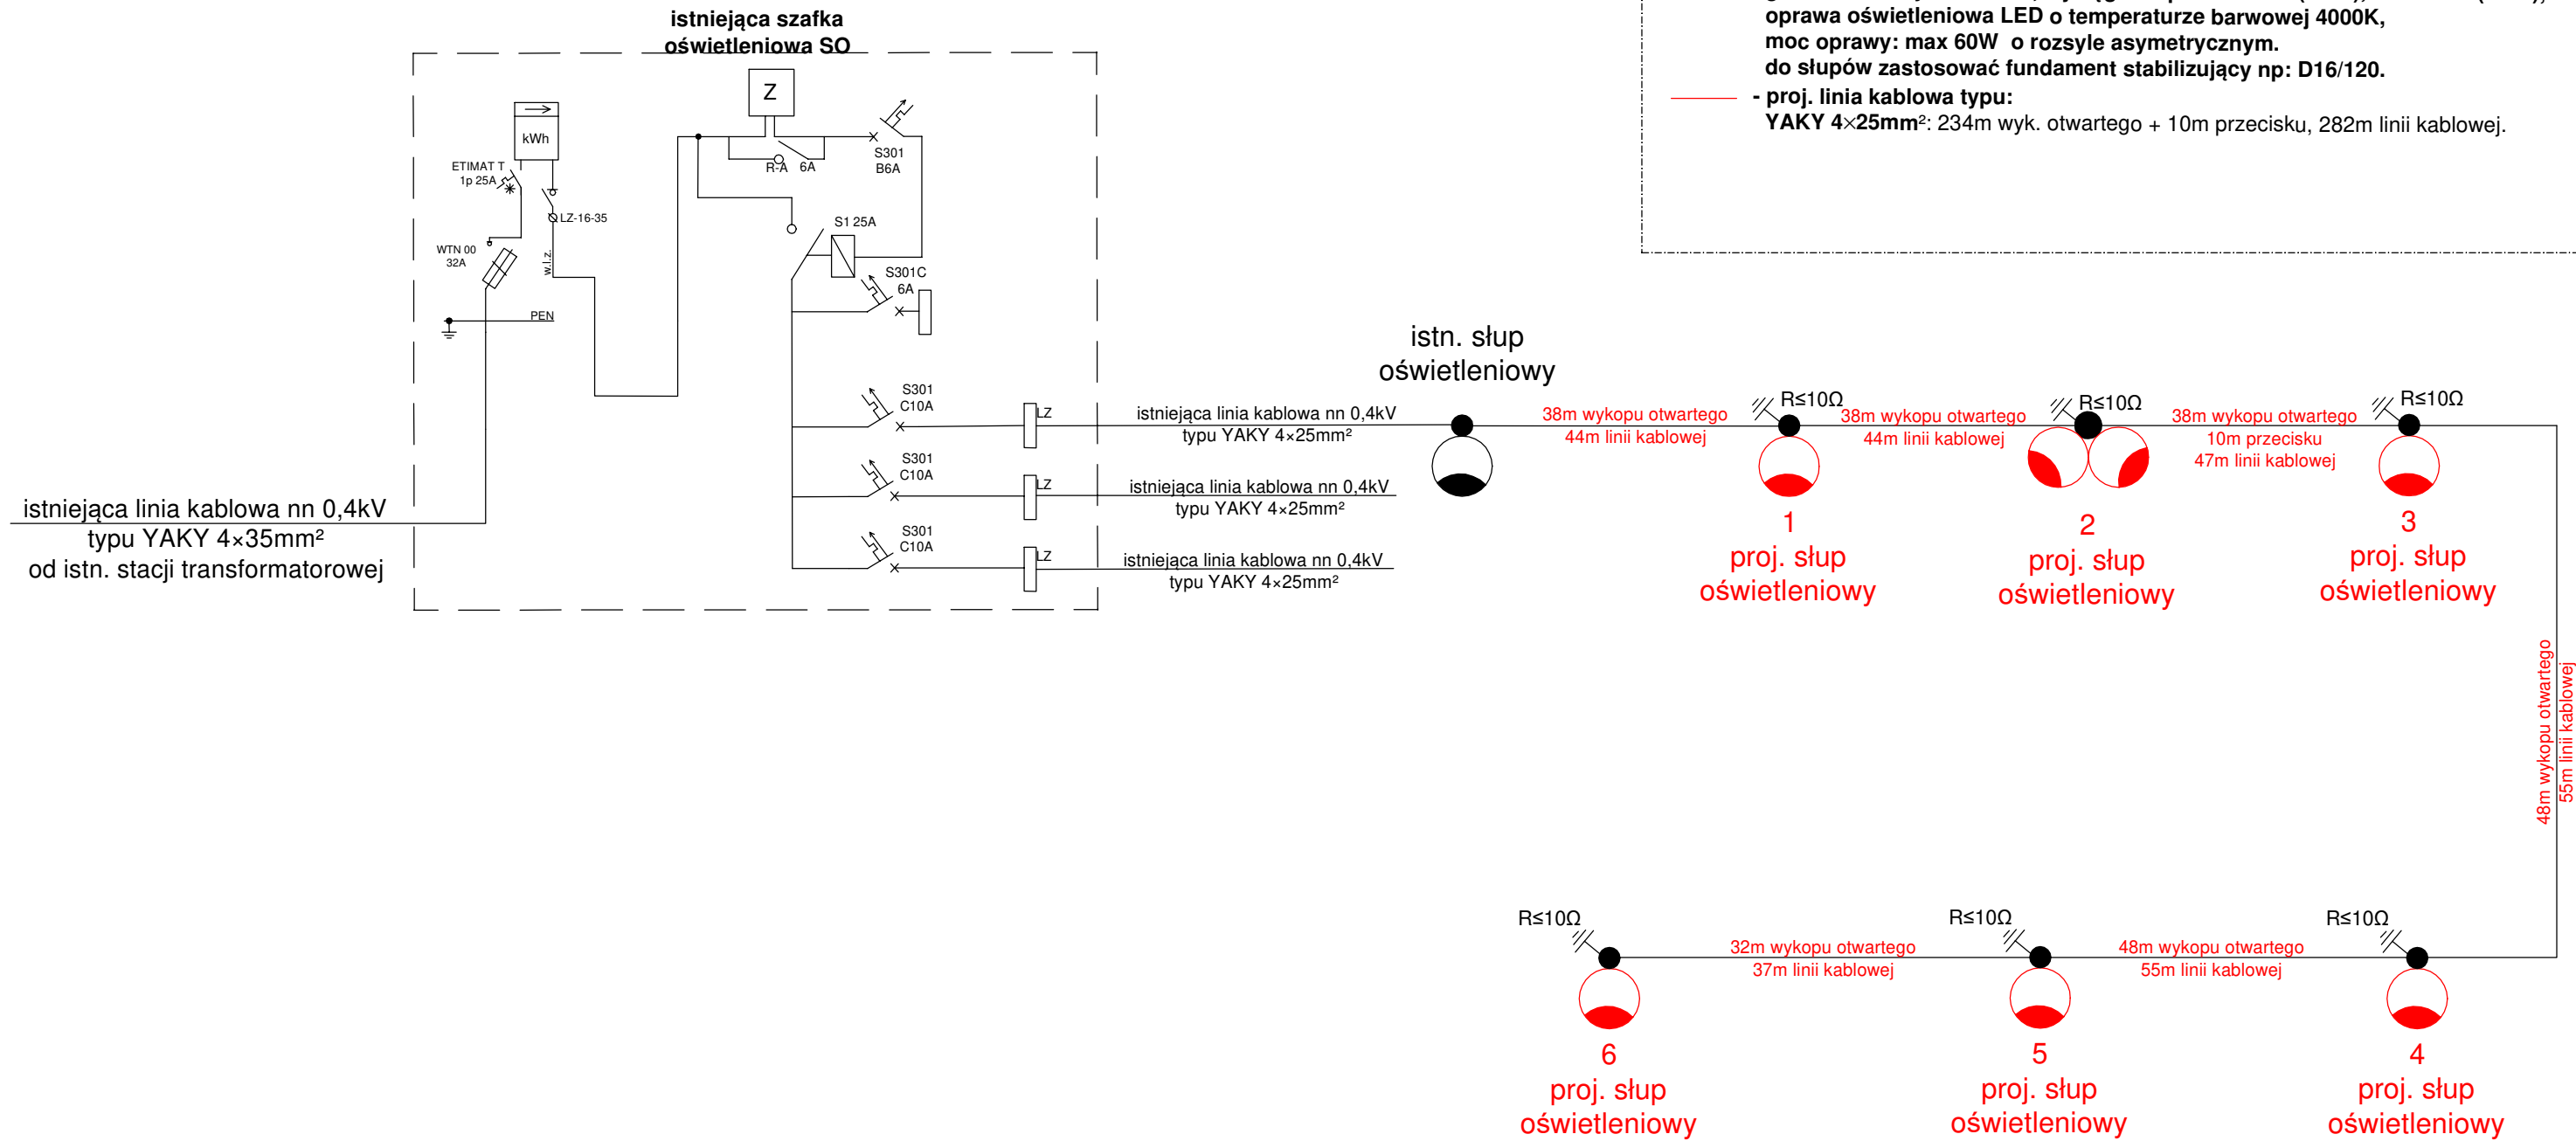 istniejąca szafka
oświetleniowa SO
oprawa oświetleniowa LED o temperaturze barwowej 4000K,
moc oprawy: max 60W o rozsyle asymetrycznym.
do słupów zastosować fundament stabilizujący np: D16/120.
- proj. linia kablowa typu:
YAKY 4×25mm²: 234m wyk. otwartego + 10m przecisku, 282m linii kablowej.
Z
kWh
ETIMAT T
1p 25A
LZ-16-35
WTN 00
32A
w.l.z.
PEN
R-A 6A
S301
B6A
S1 25A
S301C
6A
S301
C10A
LZ
S301
C10A
LZ
S301
C10A
LZ
istniejąca linia kablowa nn 0,4kV
typu YAKY 4×35mm²
od istn. stacji transformatorowej
istniejąca linia kablowa nn 0,4kV
typu YAKY 4×25mm²
istniejąca linia kablowa nn 0,4kV
typu YAKY 4×25mm²
istniejąca linia kablowa nn 0,4kV
typu YAKY 4×25mm²
istn. słup
oświetleniowy
38m wykopu otwartego
44m linii kablowej
R≤10Ω
1
proj. słup
oświetleniowy
38m wykopu otwartego
44m linii kablowej
R≤10Ω
2
proj. słup
oświetleniowy
38m wykopu otwartego
10m przecisku
47m linii kablowej
R≤10Ω
3
proj. słup
oświetleniowy
48m wykopu otwartego
55m linii kablowej
R≤10Ω
4
proj. słup
oświetleniowy
48m wykopu otwartego
55m linii kablowej
R≤10Ω
5
proj. słup
oświetleniowy
32m wykopu otwartego
37m linii kablowej
R≤10Ω
6
proj. słup
oświetleniowy